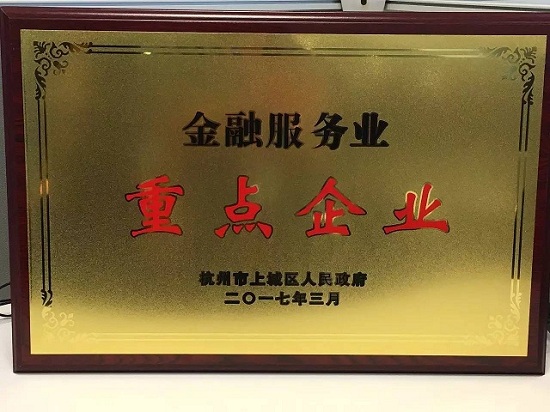 金融服务业
重点企业
杭州市上城区人民政府
二〇一七年三月